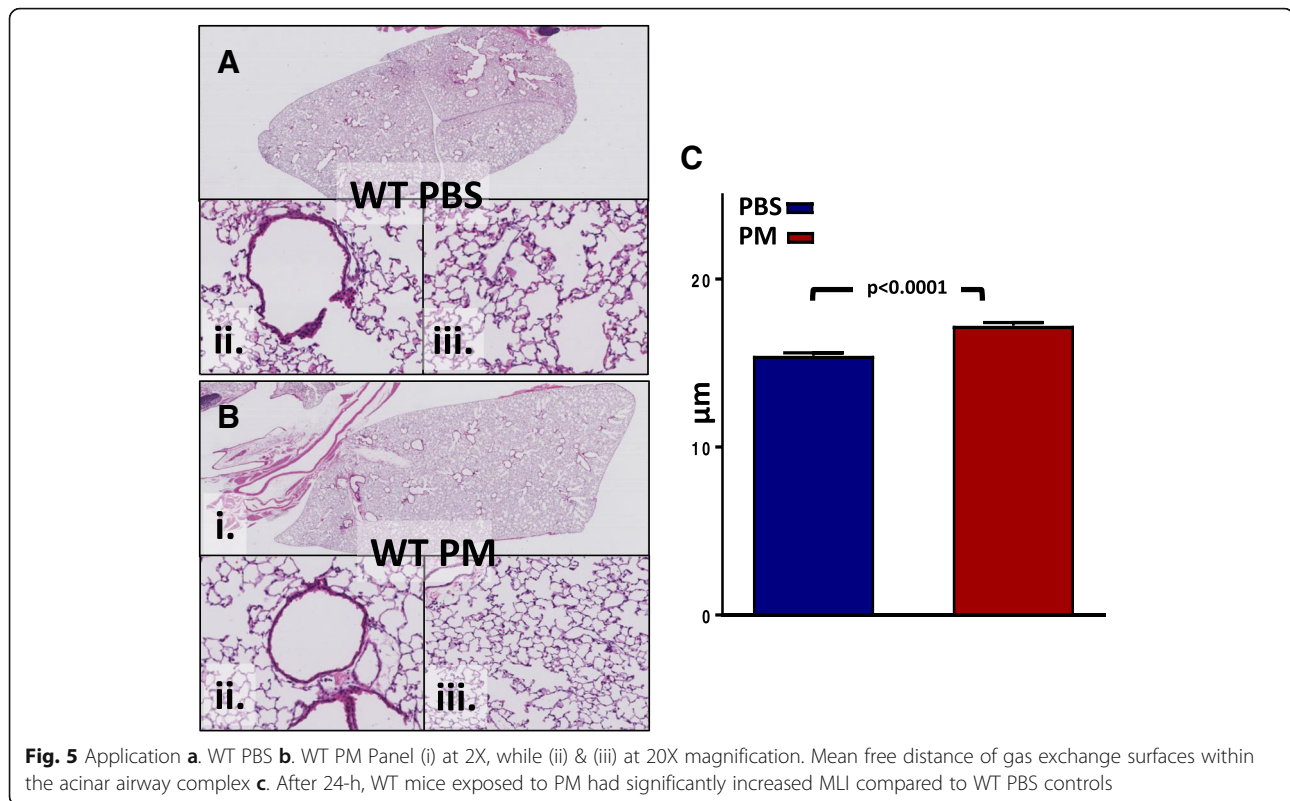 A
WT PBS
ii.
iii.
B
i.
WT PM
ii.
iii.
C
PBS
PM
p<0.0001
20
10
0
µm
Fig. 5 Application a. WT PBS b. WT PM Panel (i) at 2X, while (ii) & (iii) at 20X magnification. Mean free distance of gas exchange surfaces within
the acinar airway complex c. After 24-h, WT mice exposed to PM had significantly increased MLI compared to WT PBS controls